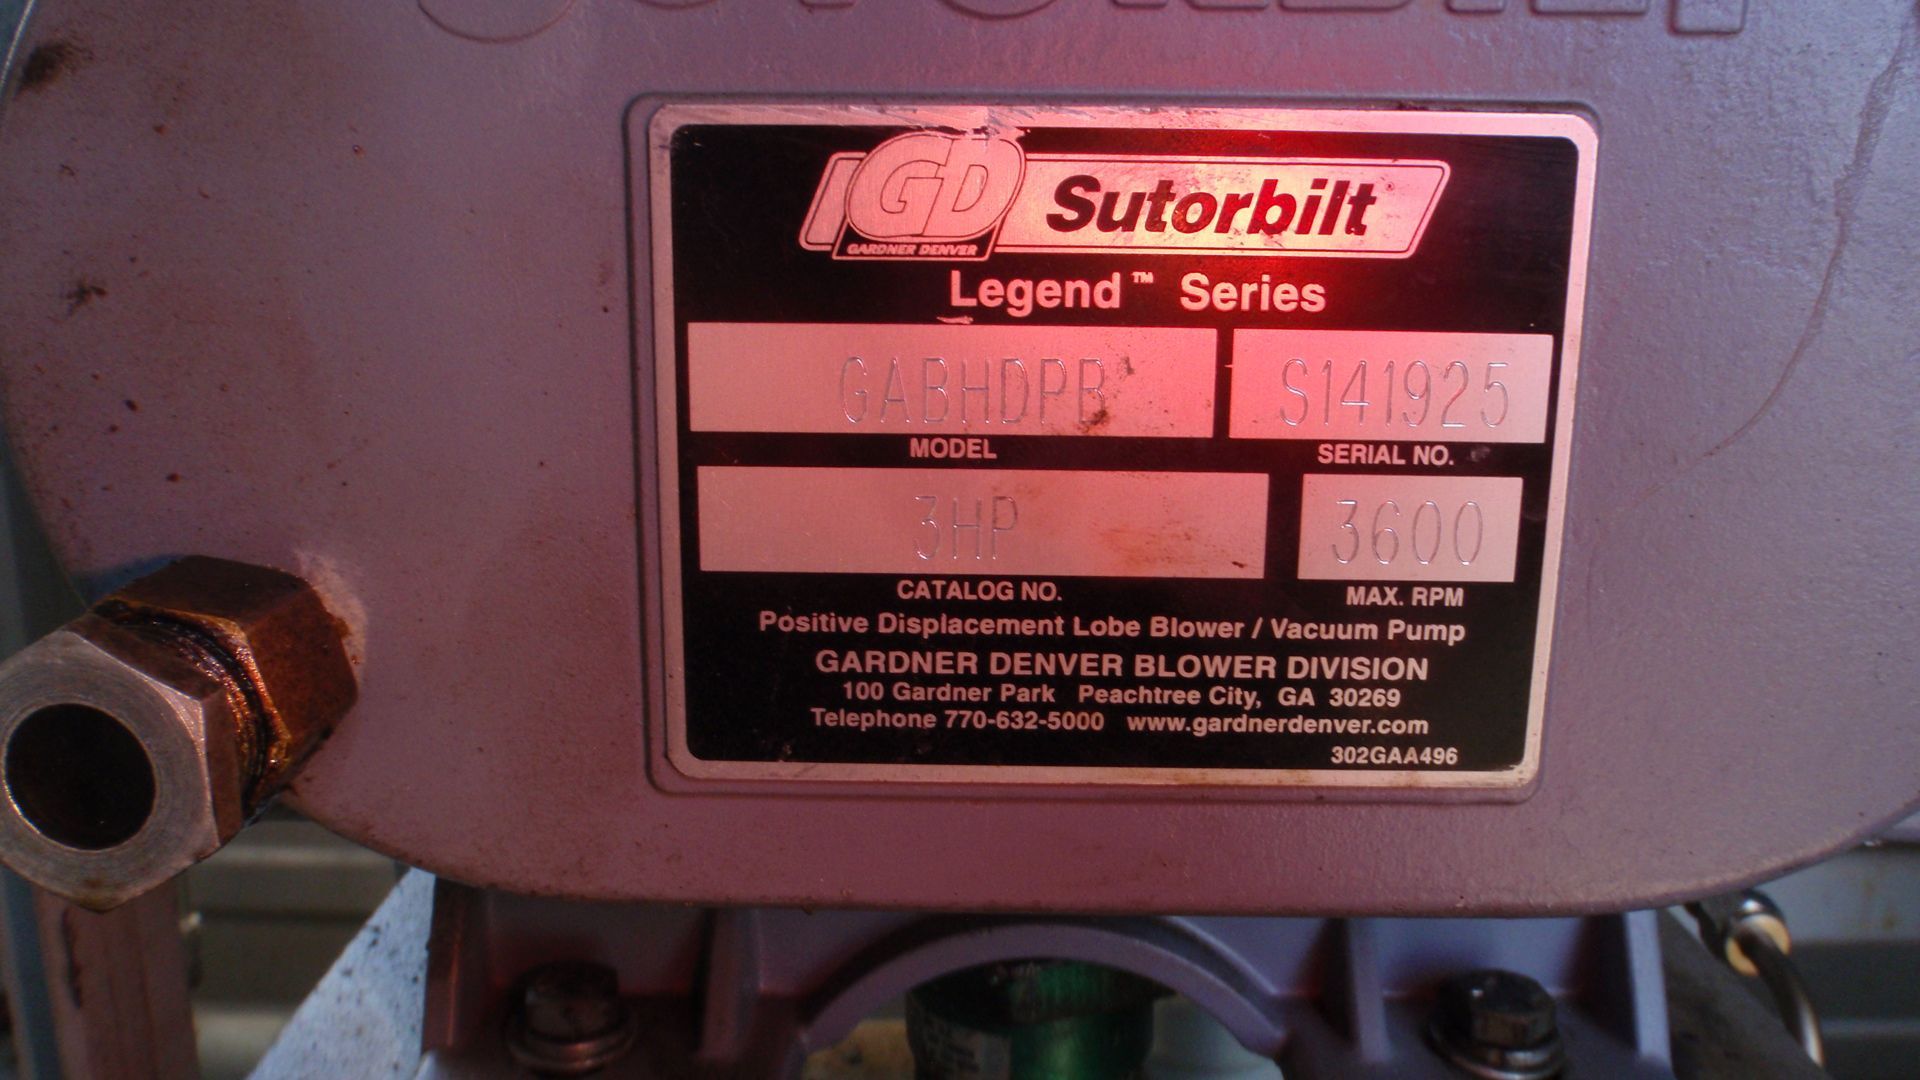 GD
GARDNER DENVER
Sutorbilt
Legend™ Series
GABHDPB S141925
MODEL SERIAL NO.
3HP 3600
CATALOG NO. MAX. RPM
Positive Displacement Lobe Blower / Vacuum Pump
GARDNER DENVER BLOWER DIVISION
100 Gardner Park Peachtree City, GA 30269
Telephone 770-632-5000 www.gardnerdenver.com
302GAA496